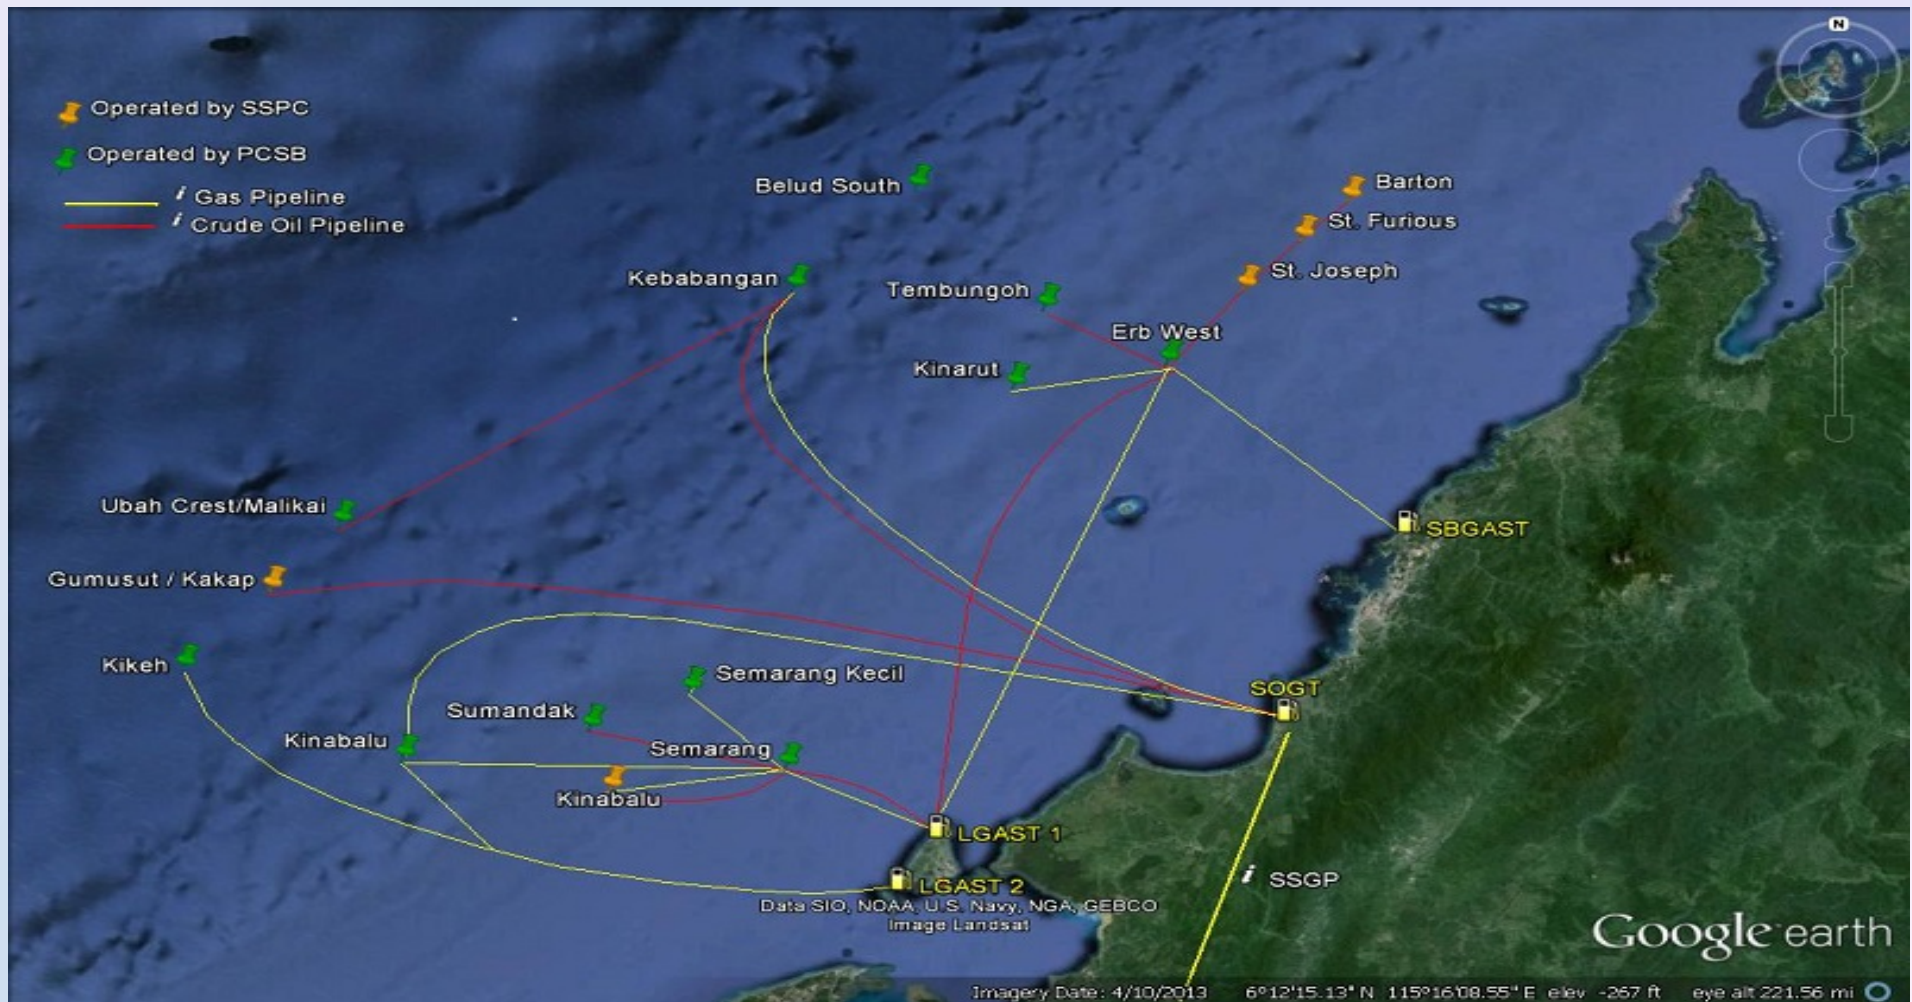 N
Operated by SSPC
Operated by PCSB
Gas Pipeline
Crude Oil Pipeline
Belud South
Barton
St. Furious
St. Joseph
Kebabangan
Tembungoh
Erb West
Kinarut
Ubah Crest/Malikai
SBGAST
Gumusut / Kakap
Kikeh
Semarang Kecil
SOGT
Sumandak
Kinabalu
Semarang
Kinabalu
LGAST 1
LGAST 2
SSGP
Data SIO, NOAA, U.S. Navy, NGA, GEBCO
Image Landsat
Google earth
Imagery Date: 4/10/2013 6°12'15.13" N 115°16'08.55" E elev -267 ft eye alt 221.56 mi